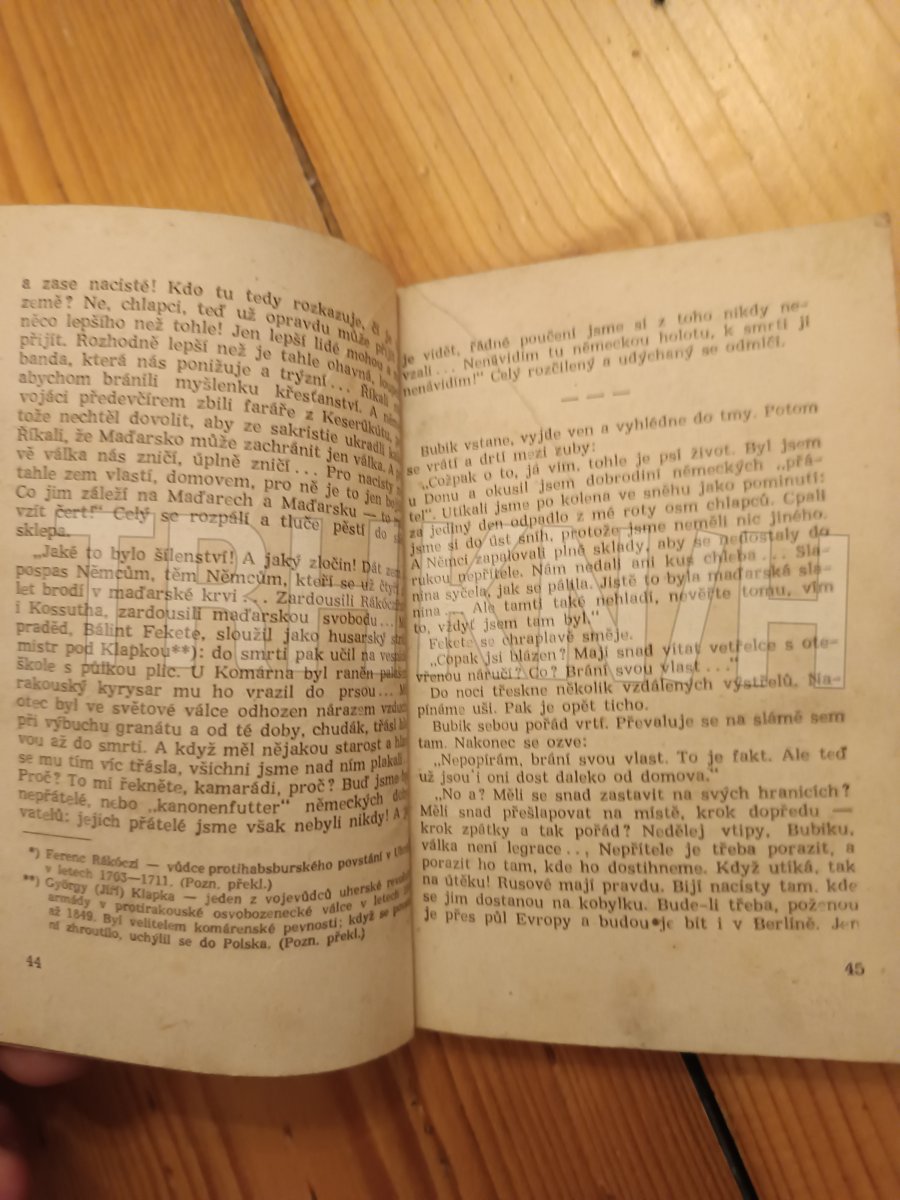 a zase nacisté! Kdo tu tedy rozkazuje, čí je
země? Ne, chlapci, teď už opravdu může přijít
něco lepšího než tohle! Jen lepší lidé mohou a
přijít. Rozhodně lepší než je tahle ohavná,
banda, která nás ponižuje a trýzní... Říkali
abychom bránili myšlenku křesťanství. A
vojáci předevčírem zbili faráře z Keserűkútu,
tože nechtěl dovolit, aby ze sakristie ukradli
Říkali, že Maďarsko může zachránit jen válka. A
vě válka nás zničí, úplně zničí... Pro nacisty
tahle zem vlastí, domovem, pro ně je to jen
Co jim záleží na Maďarech a Maďarsku — to
vzít čert!" Celý se rozpálí a tluče pěstí do
sklepa.
„Jaké to bylo šílenství! A jaký zločin! Dát
pospas Němcům, těm Němcům, kteří se už
let brodí v maďarské krvi... Zardousili
i Kossutha, zardousili maďarskou svobodu...
praděd, Bálint Fekete, sloužil jako husarský
mistr pod Klapkou**): do smrti pak učil na
škole s půlkou plic. U Komárna byl raněn
rakouský kyrysar mu ho vrazil do prsou...
otec byl ve světové válce odhozen nárazem
při výbuchu granátu a od té doby, chudák, třásl
vou až do smrti. A když měl nějakou starost a
se mu tím víc třásla, všichni jsme nad ním plakali
Proč? To mi řekněte, kamarádi, proč? Buď jsme
nepřátelé, nebo „kanonenfutter" německých
vatelů: jejich přátelé jsme však nebyli nikdy! A
*) Ferenc Rákóczi — vůdce protihabsburského povstání v
v letech 1703—1711. (Pozn. překl.)
**) György (Jiří) Klapka — jeden z vojevůdců uherské
armády v protirakouské osvobozenecké válce v letech
až 1849. Byl velitelem komárenské pevnosti; když se
ní zhroutilo, uchýlil se do Polska. (Pozn. překl.)
44
je vidět, řádné poučení jsme si z toho nikdy ne-
vzali... Nenávidím tu německou holotu, k smrti ji
nenávidím!" Celý rozčilený a udýchaný se odmlčí.
— — —
Bubik vstane, vyjde ven a vyhlédne do tmy. Potom
se vrátí a drtí mezi zuby:
„Cožpak o to, já vím, tohle je psí život. Byl jsem
u Donu a okusil jsem dobrodiní německých „přá-
tel". Utíkali jsme po kolena ve sněhu jako pominutí:
za jediný den odpadlo z mé roty osm chlapců. Cpali
jsme si do úst sníh, protože jsme neměli nic jiného.
A Němci zapalovali plné sklady, aby se nedostaly do
rukou nepřítele. Nám nedali ani kus chleba... Sla-
nina syčela, jak se pálila. Jistě to byla maďarská sla-
nina... Ale tamti také nehladí, nevěřte tomu, vím
to, vždyť jsem tam byl."
Fekete se chraplavě směje.
„Copak jsi blázen? Mají snad vítat vetřelce s ote-
vřenou náručí? Co? Brání svou vlast..."
Do noci třeskne několik vzdálených výstřelů. Na-
pínáme uši. Pak je opět ticho.
Bubik sebou pořád vrtí. Převaluje se na slámě sem
tam. Nakonec se ozve:
„Nepopírám, brání svou vlast. To je fakt. Ale teď
už jsou i oni dost daleko od domova."
„No a? Měli se snad zastavit na svých hranicích?
Měli snad přešlapovat na místě, krok dopředu —
krok zpátky a tak pořád? Nedělej vtipy, Bubíku,
válka není legrace..., Nepřítele je třeba porazit, a
porazit ho tam, kde ho dostihneme. Když utíká, tak
na útěku! Rusové mají pravdu. Bijí nacisty tam, kde
se jim dostanou na kobylku. Bude-li třeba, poženou
je přes půl Evropy a budou je bít i v Berlíně. Jen
45